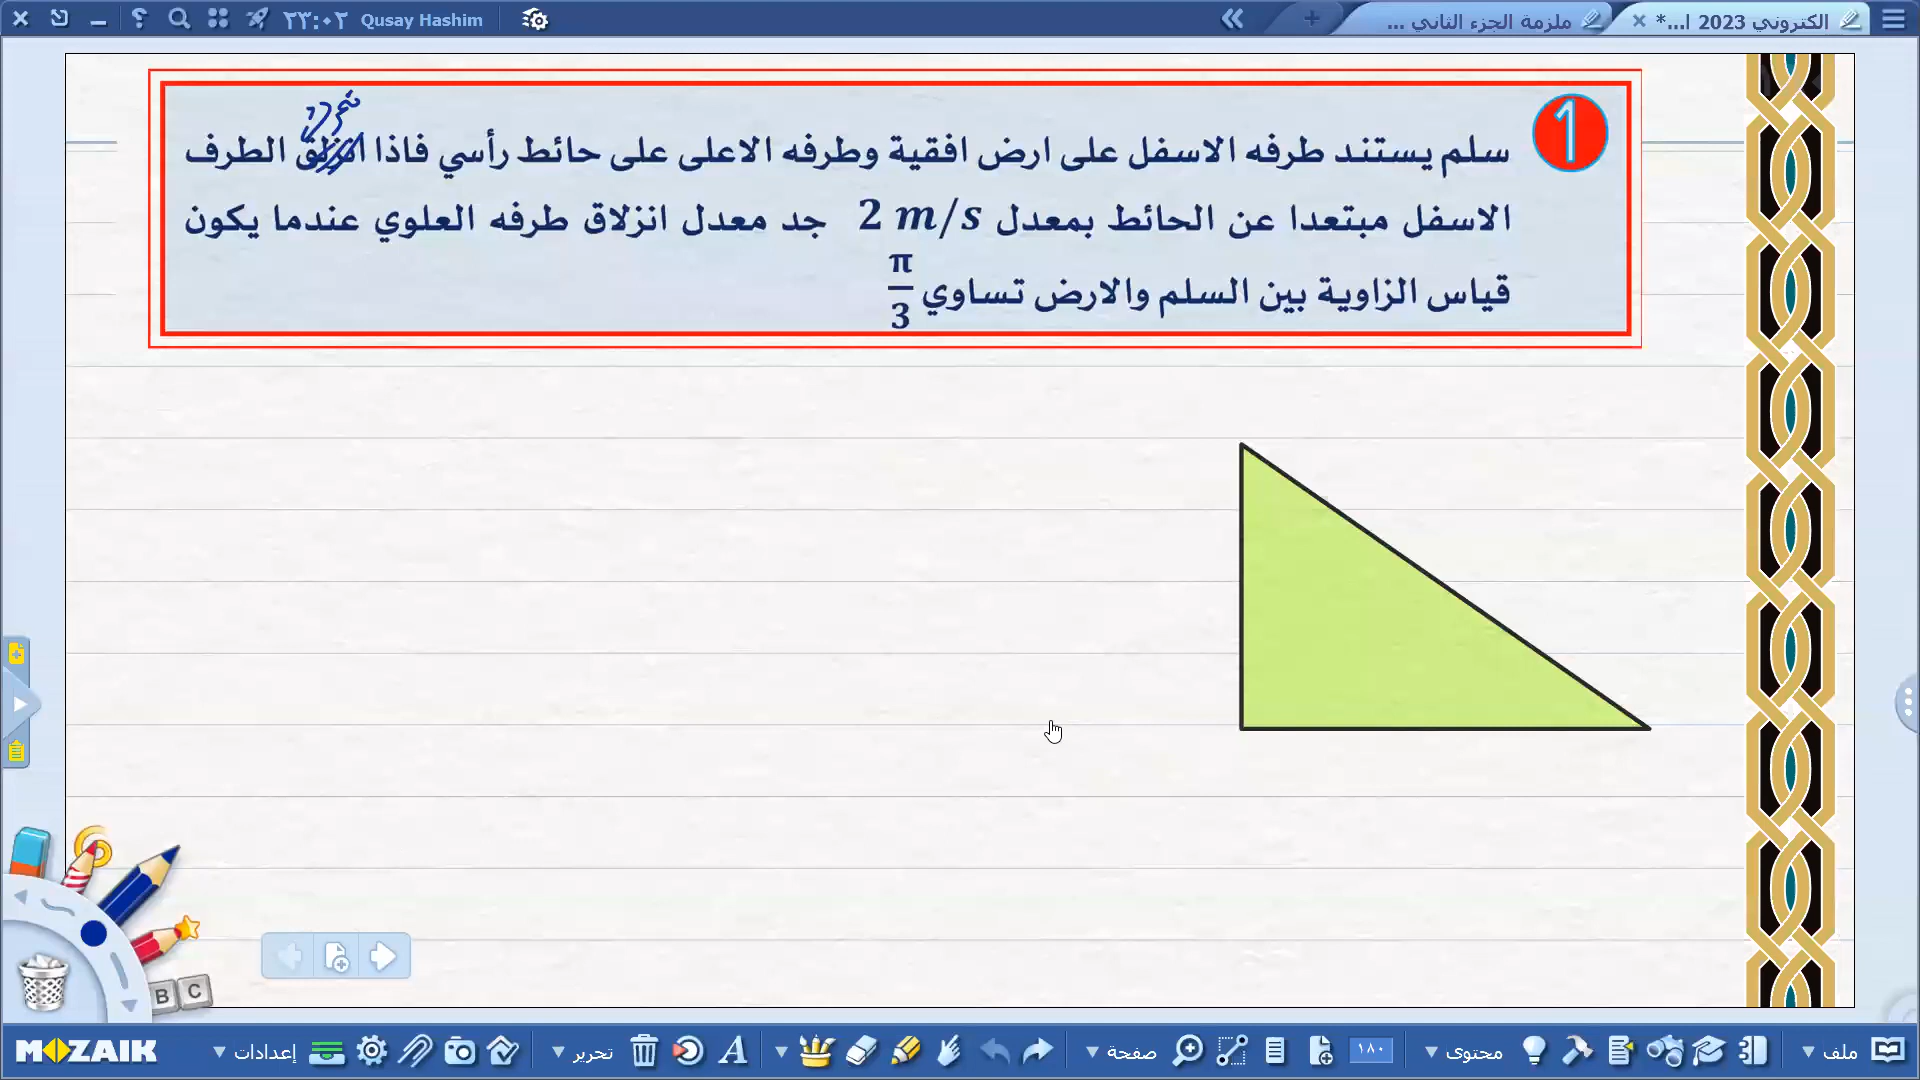 الكتروني 2023 ا...*
ملزمة الجزء الثاني ...
Qusay Hashim
٢٣:٠٢
1
سلم يستند طرفه الاسفل على ارض افقية وطرفه الاعلى على حائط رأسي فاذا انزلق الطرف
الاسفل مبتعدا عن الحائط بمعدل 2 m/s جد معدل انزلاق طرفه العلوي عندما يكون
قياس الزاوية بين السلم والارض تساوي π/3
B C
ملف
محتوى
١٨٠
صفحة
تحرير
إعدادات
MOZAIK